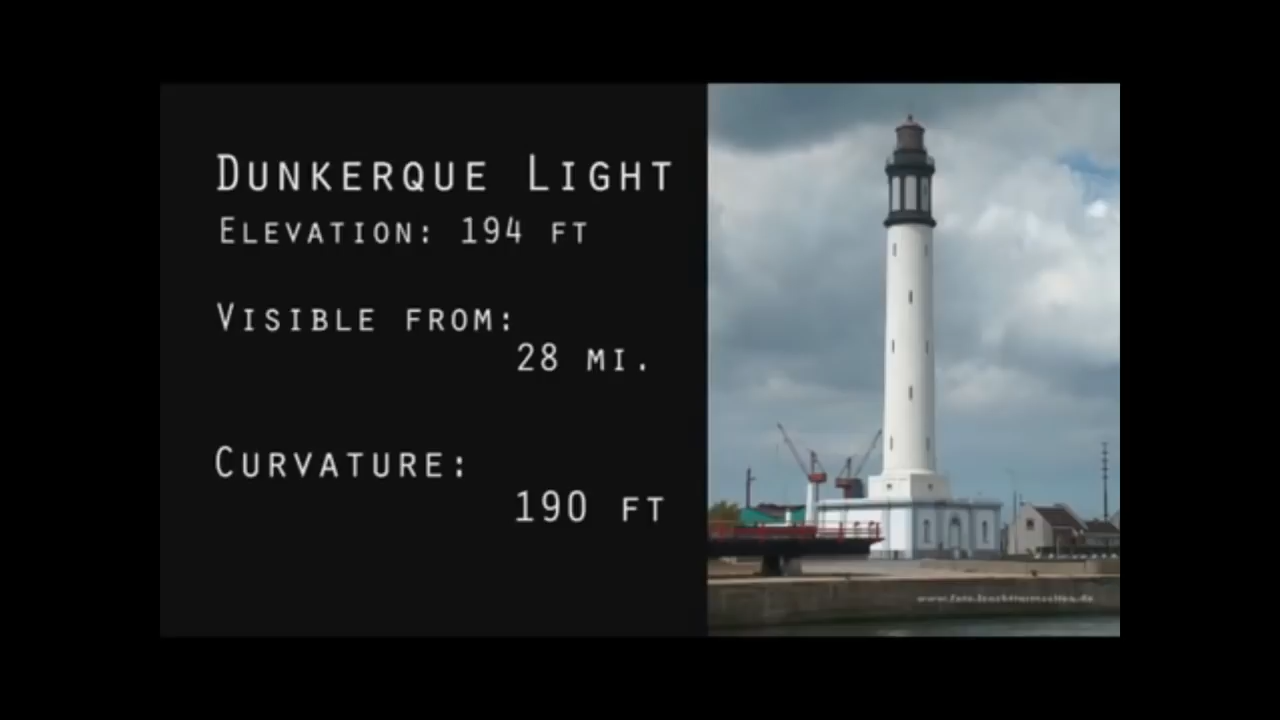 Dunkerque Light
Elevation: 194 ft
Visible from:
28 mi.
Curvature:
190 ft